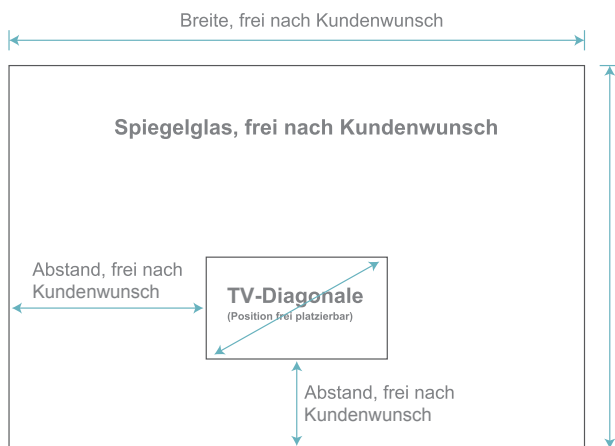 Breite, frei nach Kundenwunsch
Spiegelglas, frei nach Kundenwunsch
Abstand, frei nach
Kundenwunsch
TV-Diagonale
(Position frei platzierbar)
Abstand, frei nach
Kundenwunsch